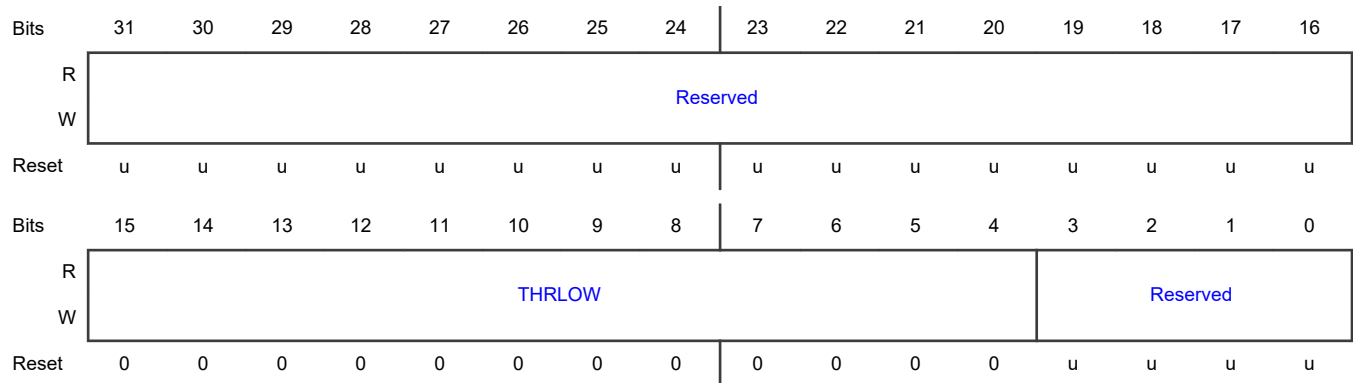 Bits 31 30 29 28 27 26 25 24 23 22 21 20 19 18 17 16
R
Reserved
W
Reset u u u u u u u u u u u u u u u u
Bits 15 14 13 12 11 10 9 8 7 6 5 4 3 2 1 0
R
THRLOW Reserved
W
Reset 0 0 0 0 0 0 0 0 0 0 0 0 u u u u